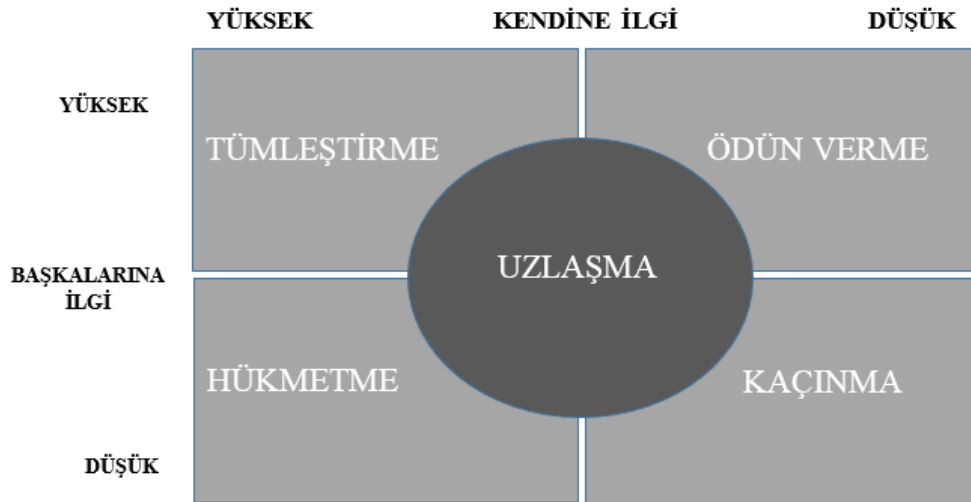 YÜKSEK KENDİNE İLGİ DÜŞÜK
YÜKSEK
TÜMLEŞTİRME ÖDÜN VERME
UZLAŞMA
BAŞKALARINA
İLGİ
HÜKMETME KAÇINMA
DÜŞÜK